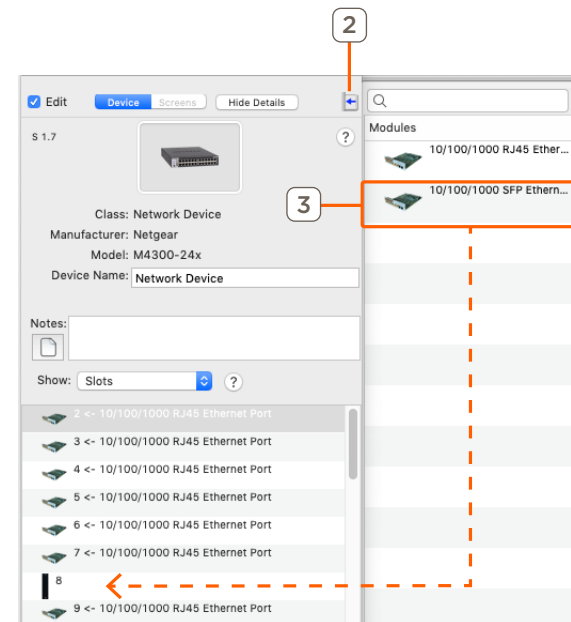 2
Edit
Device
Screens
Hide Details
S 1.7
?
Class: Network Device
Manufacturer: Netgear
Model: M4300-24x
Device Name: Network Device
Notes:
Show: Slots
?
2 <- 10/100/1000 RJ45 Ethernet Port
3 <- 10/100/1000 RJ45 Ethernet Port
4 <- 10/100/1000 RJ45 Ethernet Port
5 <- 10/100/1000 RJ45 Ethernet Port
6 <- 10/100/1000 RJ45 Ethernet Port
7 <- 10/100/1000 RJ45 Ethernet Port
8
9 <- 10/100/1000 RJ45 Ethernet Port
Modules
10/100/1000 RJ45 Ether...
10/100/1000 SFP Ethern...
3